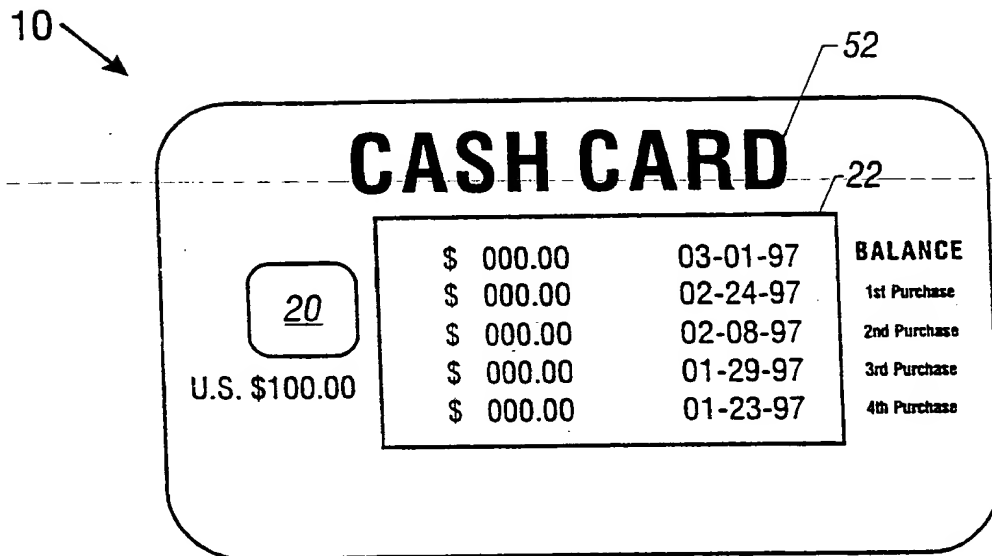 10
52
CASH CARD
22
$ 000.00 03-01-97 BALANCE
$ 000.00 02-24-97 1st Purchase
20
$ 000.00 02-08-97 2nd Purchase
$ 000.00 01-29-97 3rd Purchase
U.S. $100.00
$ 000.00 01-23-97 4th Purchase